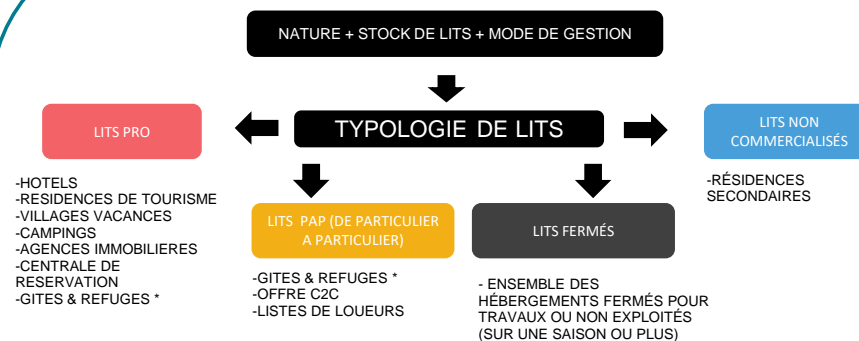 NATURE + STOCK DE LITS + MODE DE GESTION
TYPOLOGIE DE LITS
LITS PRO
-HOTELS
-RESIDENCES DE TOURISME
-VILLAGES VACANCES
-CAMPINGS
-AGENCES IMMOBILIERES
-CENTRALE DE
RESERVATION
-GITES & REFUGES *
LITS PAP (DE PARTICULIER
A PARTICULIER)
-GITES & REFUGES *
-OFFRE C2C
-LISTES DE LOUEURS
LITS FERMÉS
- ENSEMBLE DES
HÉBERGEMENTS FERMÉS POUR
TRAVAUX OU NON EXPLOITÉS
(SUR UNE SAISON OU PLUS)
LITS NON
COMMERCIALISÉS
-RÉSIDENCES
SECONDAIRES